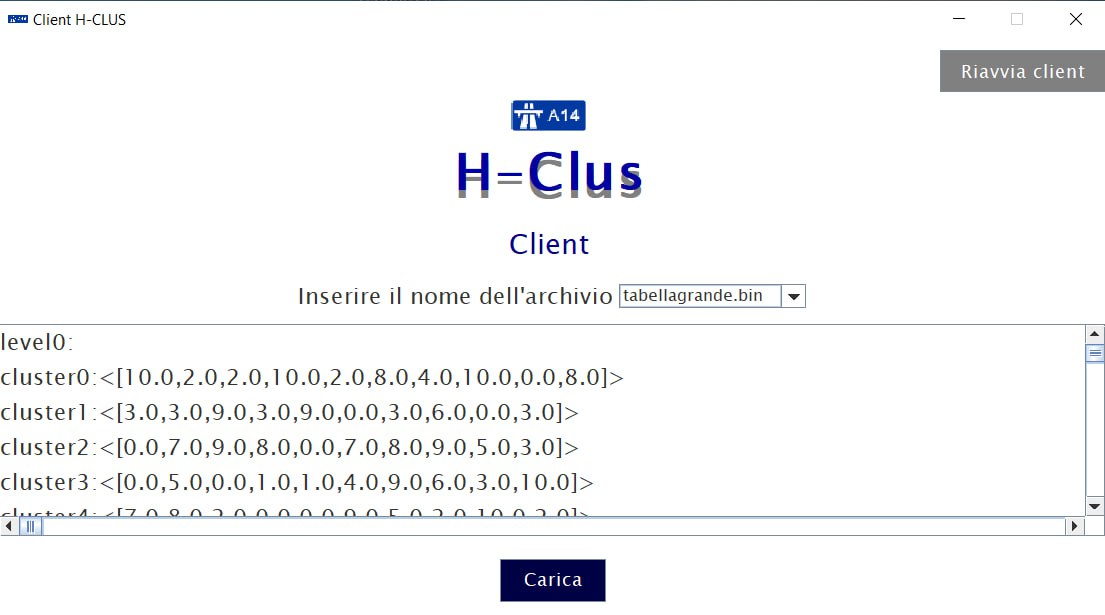 Client H-CLUS
Riavvia client
A14
H-Clus
Client
Inserire il nome dell'archivio tabellagrande.bin
level0:
cluster0:<[10.0,2.0,2.0,10.0,2.0,8.0,4.0,10.0,0.0,8.0]>
cluster1:<[3.0,3.0,9.0,3.0,9.0,0.0,3.0,6.0,0.0,3.0]>
cluster2:<[0.0,7.0,9.0,8.0,0.0,7.0,8.0,9.0,5.0,3.0]>
cluster3:<[0.0,5.0,0.0,1.0,1.0,4.0,9.0,6.0,3.0,10.0]>
Carica